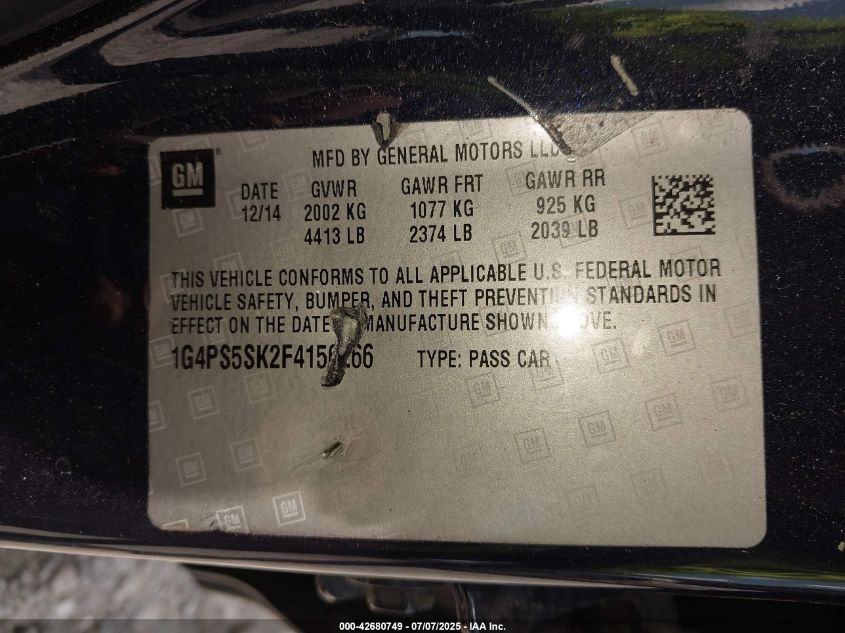 GM
MFD BY GENERAL MOTORS LLC
DATE GVWR GAWR FRT GAWR RR
12/14 2002 KG 1077 KG 925 KG
4413 LB 2374 LB 2039 LB
THIS VEHICLE CONFORMS TO ALL APPLICABLE U.S. FEDERAL MOTOR
VEHICLE SAFETY, BUMPER, AND THEFT PREVENTION STANDARDS IN
EFFECT ON THE DATE MANUFACTURE SHOWN ABOVE.
TYPE: PASS CAR
000-42680749 - 07/07/2025 - IAA Inc.